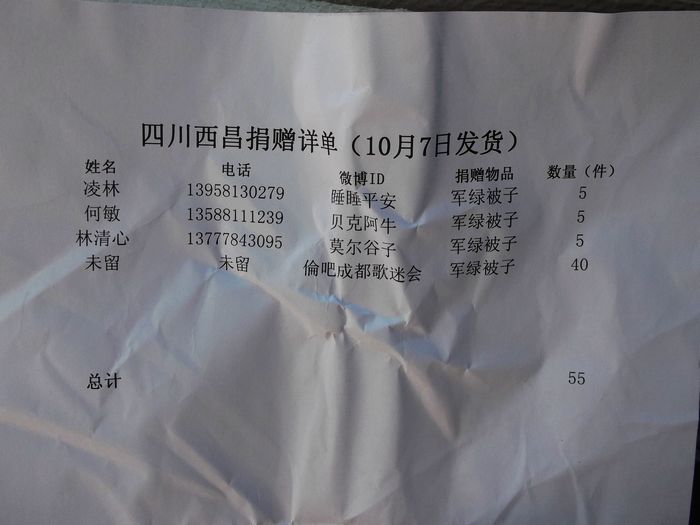 四川西昌捐赠详单（10月7日发货）
姓名 电话 微博ID 捐赠物品 数量（件）
凌林 13958130279 睡睡平安 军绿被子 5
何敏 13588111239 贝克阿牛 军绿被子 5
林清心 13777843095 莫尔谷子 军绿被子 5
未留 未留 倫吧成都歌迷会 军绿被子 40
总计 55